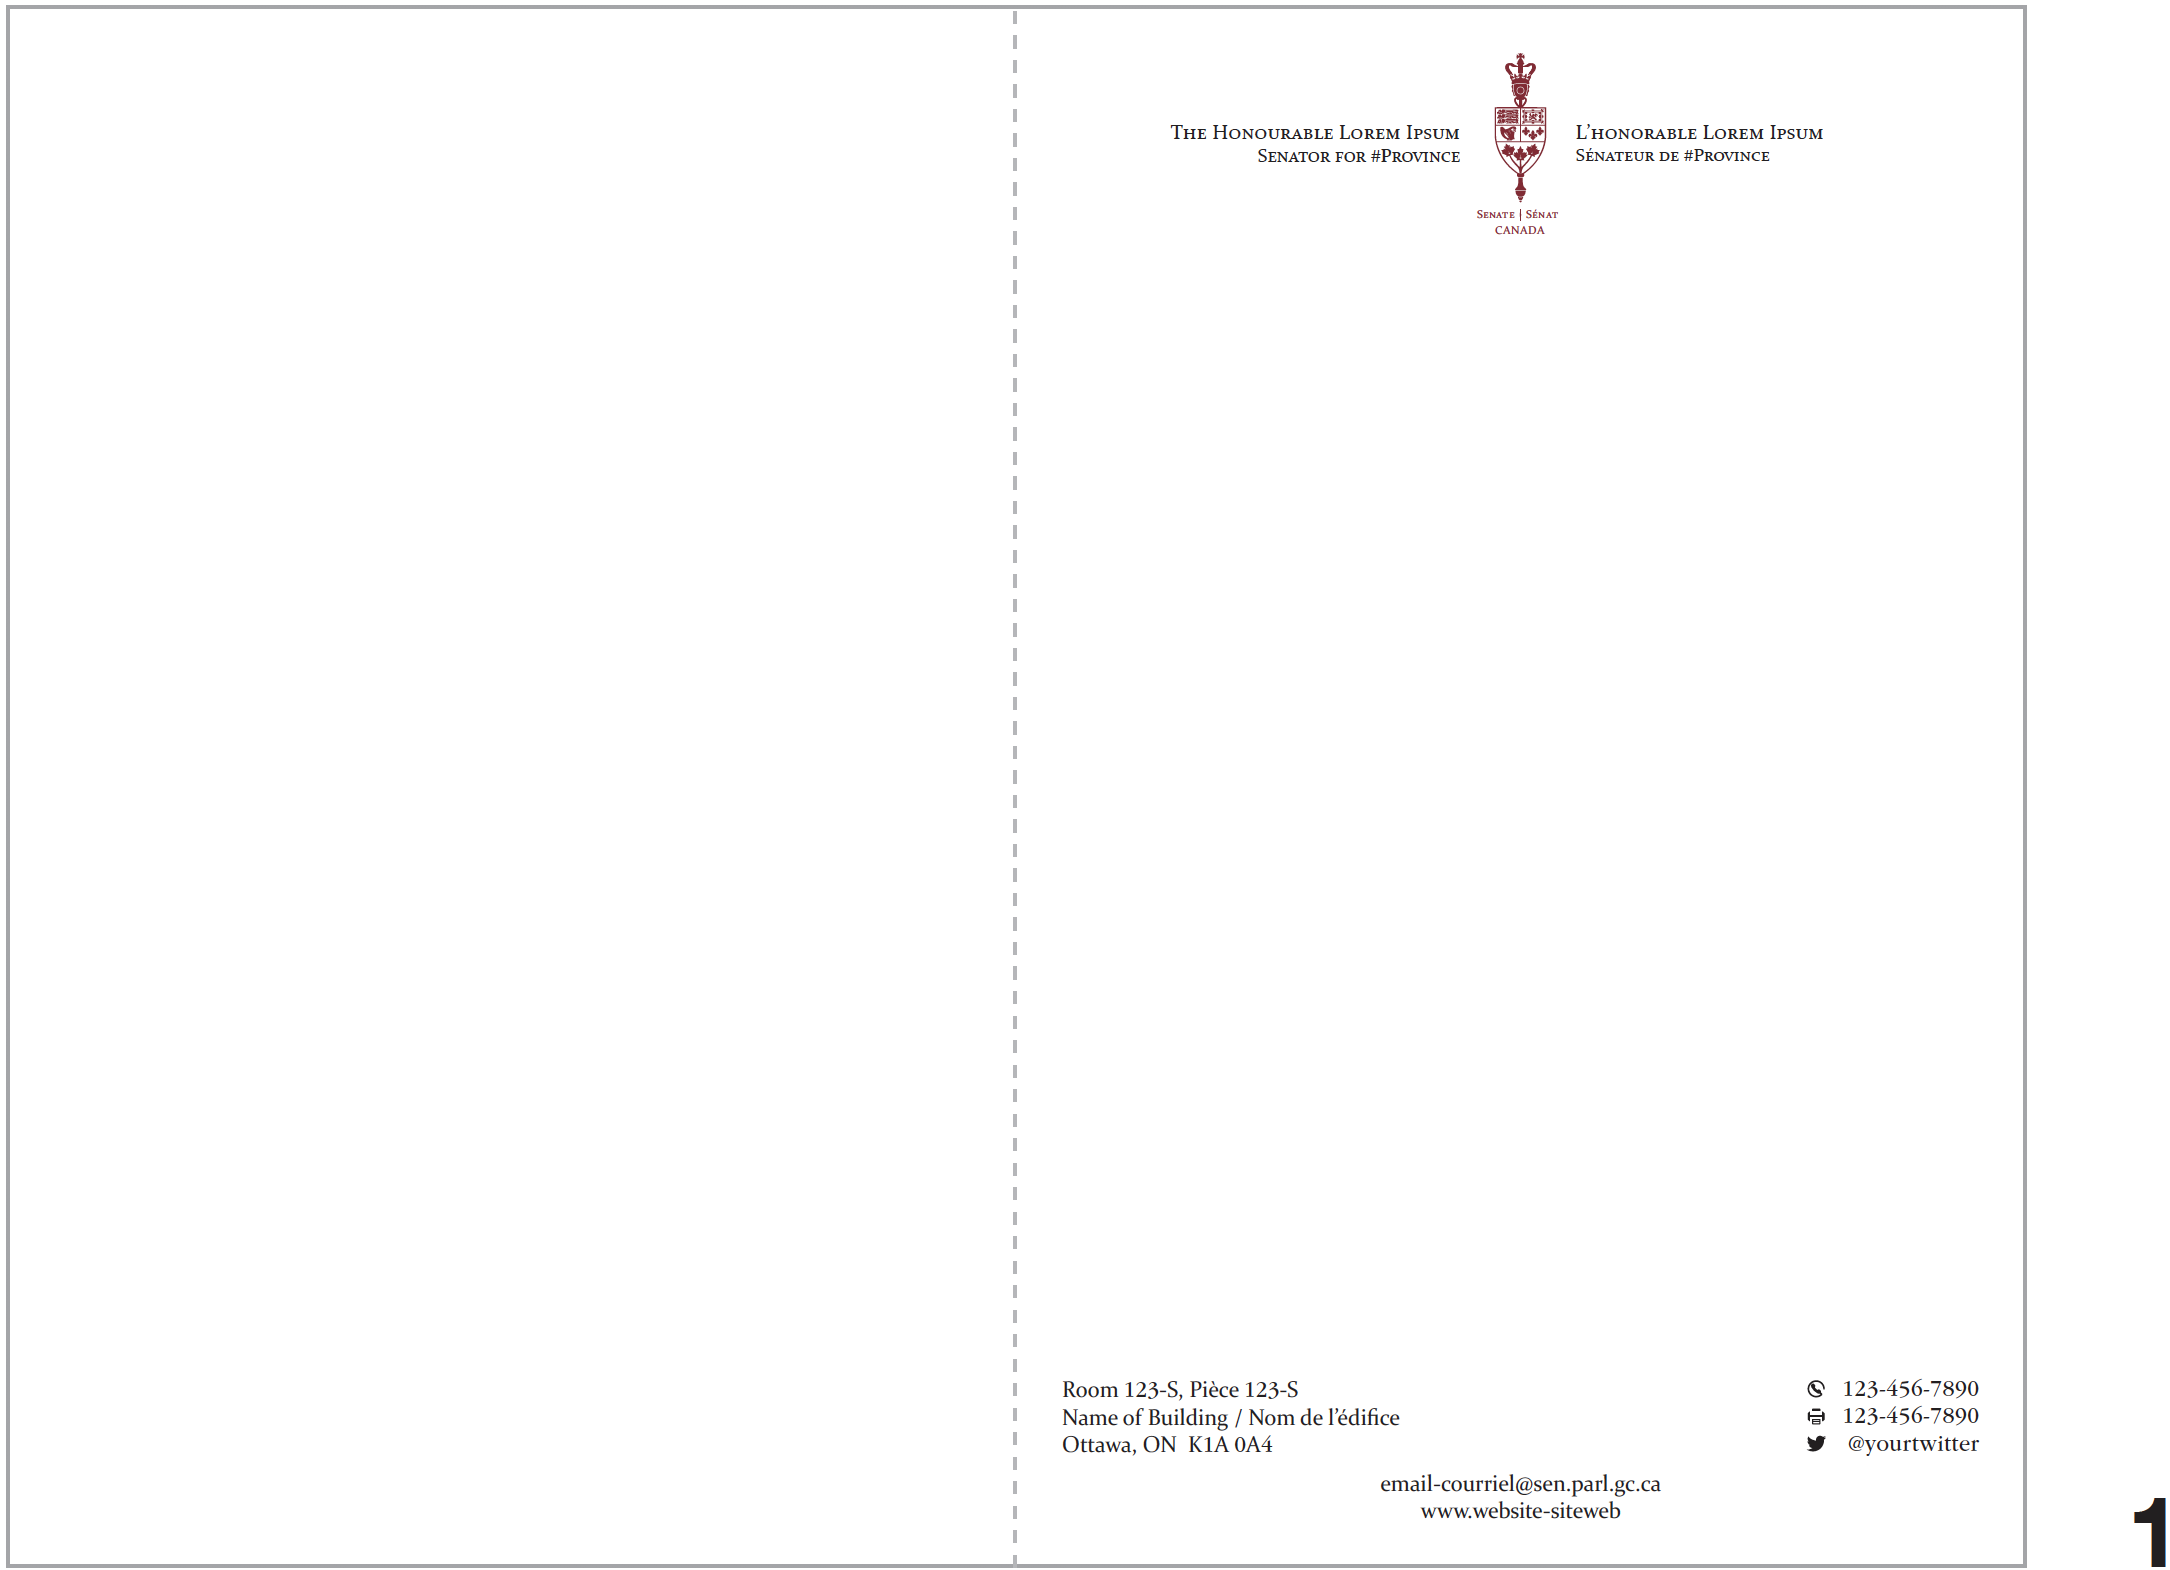 The Honourable Lorem Ipsum
Senator for #Province
L'honorable Lorem Ipsum
Sénateur de #Province
Senate | Sénat
CANADA
Room 123-S, Pièce 123-S
Name of Building / Nom de l'édifice
Ottawa, ON K1A 0A4
123-456-7890
123-456-7890
@yourtwitter
email-courriel@sen.parl.gc.ca
www.website-siteweb
1